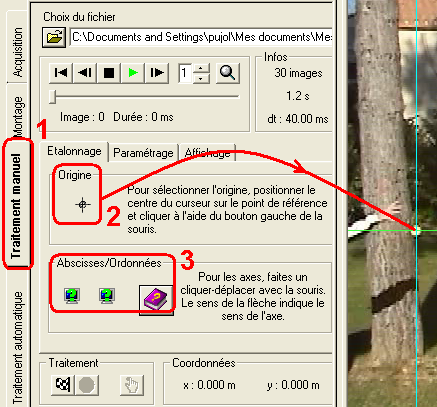 Choix du fichier
C:\Documents and Settings\pujol\Mes documents\Mes
Acquisition
Montage
Traitement manuel
Traitement automatique
1
Infos
30 images
1.2 s
dt : 40.00 ms
Image : 0 Durée : 0 ms
1
Etalonnage Paramétrage Affichage
Origine
2
Pour sélectionner l'origine, positionner le
centre du curseur sur le point de référence
et cliquer à l'aide du bouton gauche de la
souris.
Abscisses/Ordonnées
3
Pour les axes, faites un
cliquer-déplacer avec la souris.
Le sens de la flèche indique le
sens de l'axe.
Traitement
Coordonnées
x : 0.000 m y : 0.000 m